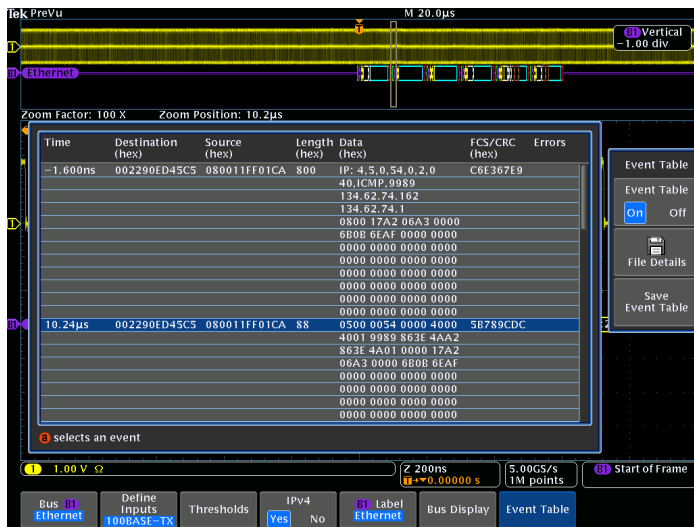 Tek PreVu
M 20.0µs
T
B1 Vertical
-1.00 div
1
B1 Ethernet
Zoom Factor: 100 X Zoom Position: 10.2µs
Time Destination (hex) Source (hex) Length (hex) Data (hex) FCS/CRC (hex) Errors
-1.600ns 002290ED45C5 080011FF01CA 800 IP: 4,5,0,54,0,2,0 C6E367E9
40,ICMP,9989
134.62.74.162
134.62.74.1
0800 17A2 06A3 0000
6B0B 6EAF 0000 0000
0000 0000 0000 0000
0000 0000 0000 0000
0000 0000 0000 0000
0000 0000 0000 0000
0000 0000 0000 0000
0000 0000 0000 0000
10.24µs 002290ED45C5 080011FF01CA 88 0500 0054 0000 4000 5B789CDC
4001 9989 863E 4AA2
863E 4A01 0000 17A2
06A3 0000 6B0B 6EAF
0000 0000 0000 0000
0000 0000 0000 0000
0000 0000 0000 0000
0000 0000 0000 0000
a selects an event
1
B1
Event Table
Event Table
On Off
File Details
Save
Event Table
1 1.00 V Ω
Z 200ns
T→▼0.00000 s
5.00GS/s
1M points
B1 Start of Frame
Bus B1
Ethernet
Define
Inputs
100BASE-TX
Thresholds
IPv4
Yes No
B1 Label
Ethernet
Bus Display
Event Table